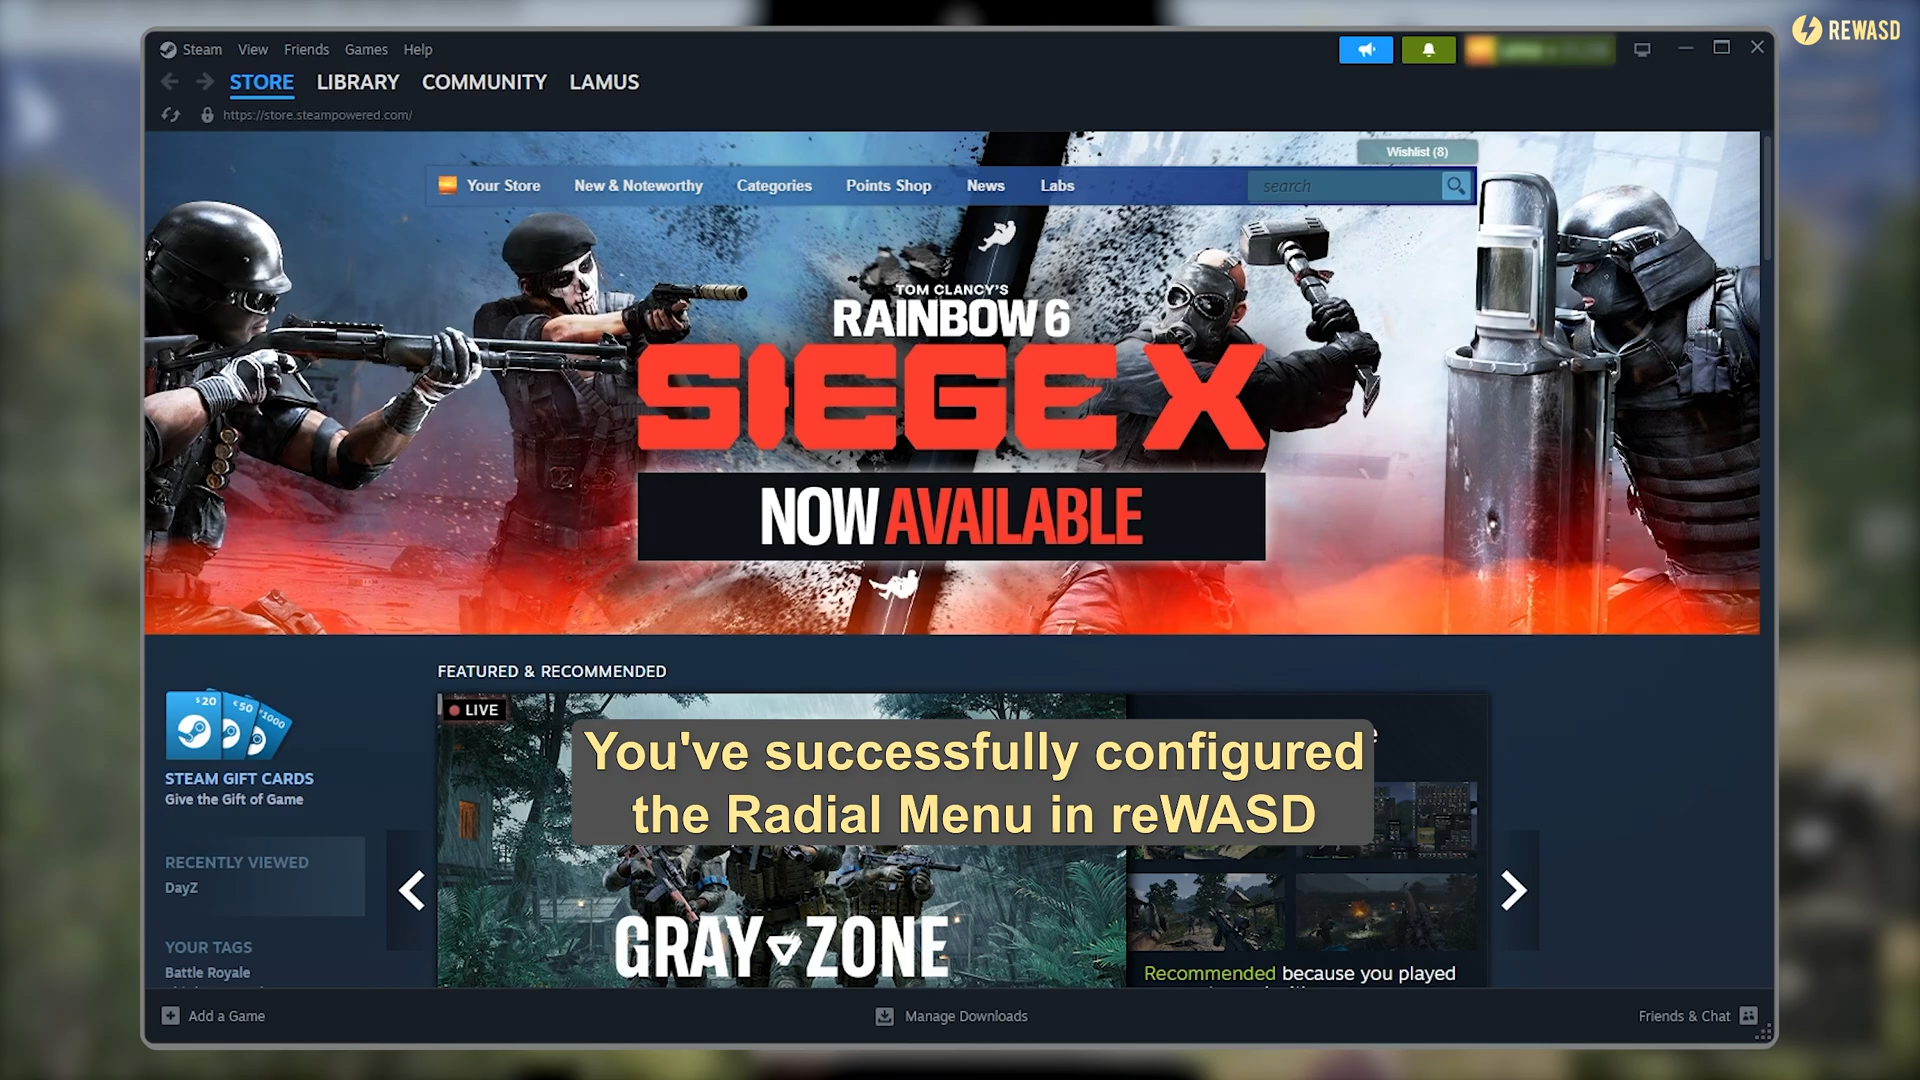 REWASD
Steam View Friends Games Help
STORE LIBRARY COMMUNITY LAMUS
https://store.steampowered.com/
Wishlist (8)
Your Store New & Noteworthy Categories Points Shop News Labs search
TOM CLANCY'S
RAINBOW 6
SIEGE X
NOW AVAILABLE
FEATURED & RECOMMENDED
LIVE
$20 €50 ¥1000
STEAM GIFT CARDS
Give the Gift of Game
You've successfully configured
the Radial Menu in reWASD
RECENTLY VIEWED
DayZ
GRAY ZONE
YOUR TAGS
Battle Royale
Recommended because you played
Add a Game Manage Downloads Friends & Chat